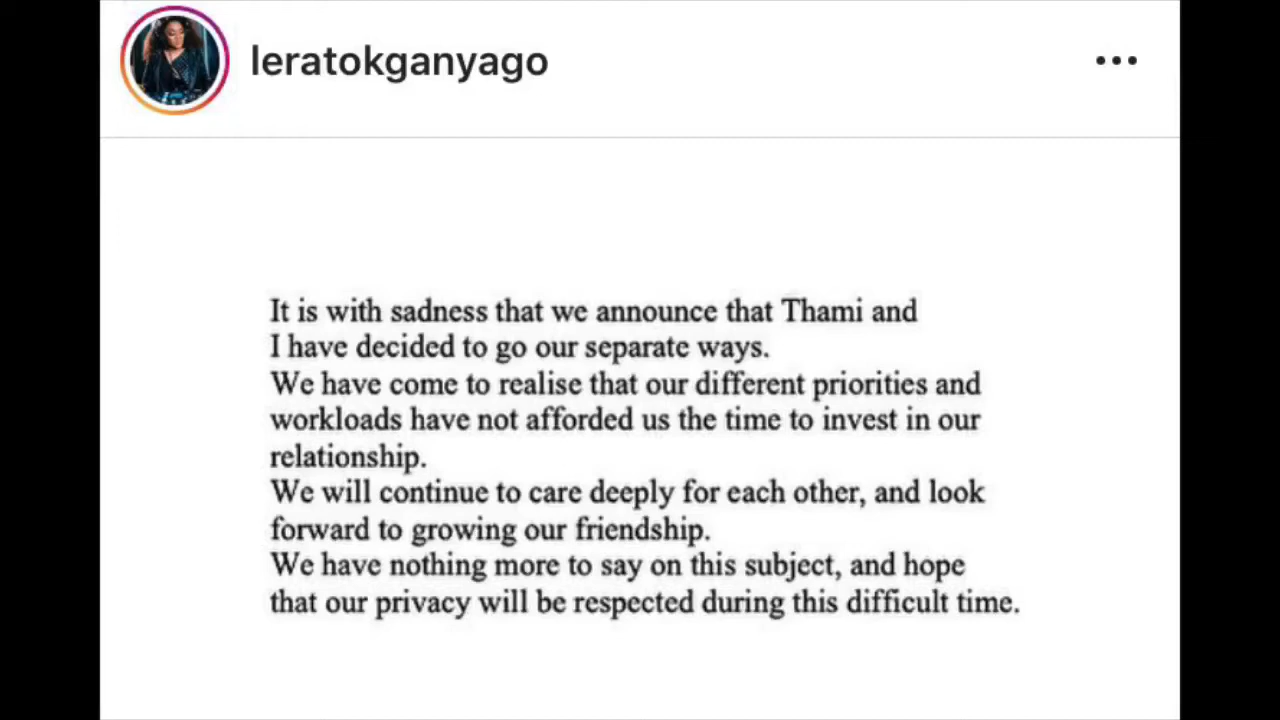 leratokganyago
It is with sadness that we announce that Thami and
I have decided to go our separate ways.
We have come to realise that our different priorities and
workloads have not afforded us the time to invest in our
relationship.
We will continue to care deeply for each other, and look
forward to growing our friendship.
We have nothing more to say on this subject, and hope
that our privacy will be respected during this difficult time.